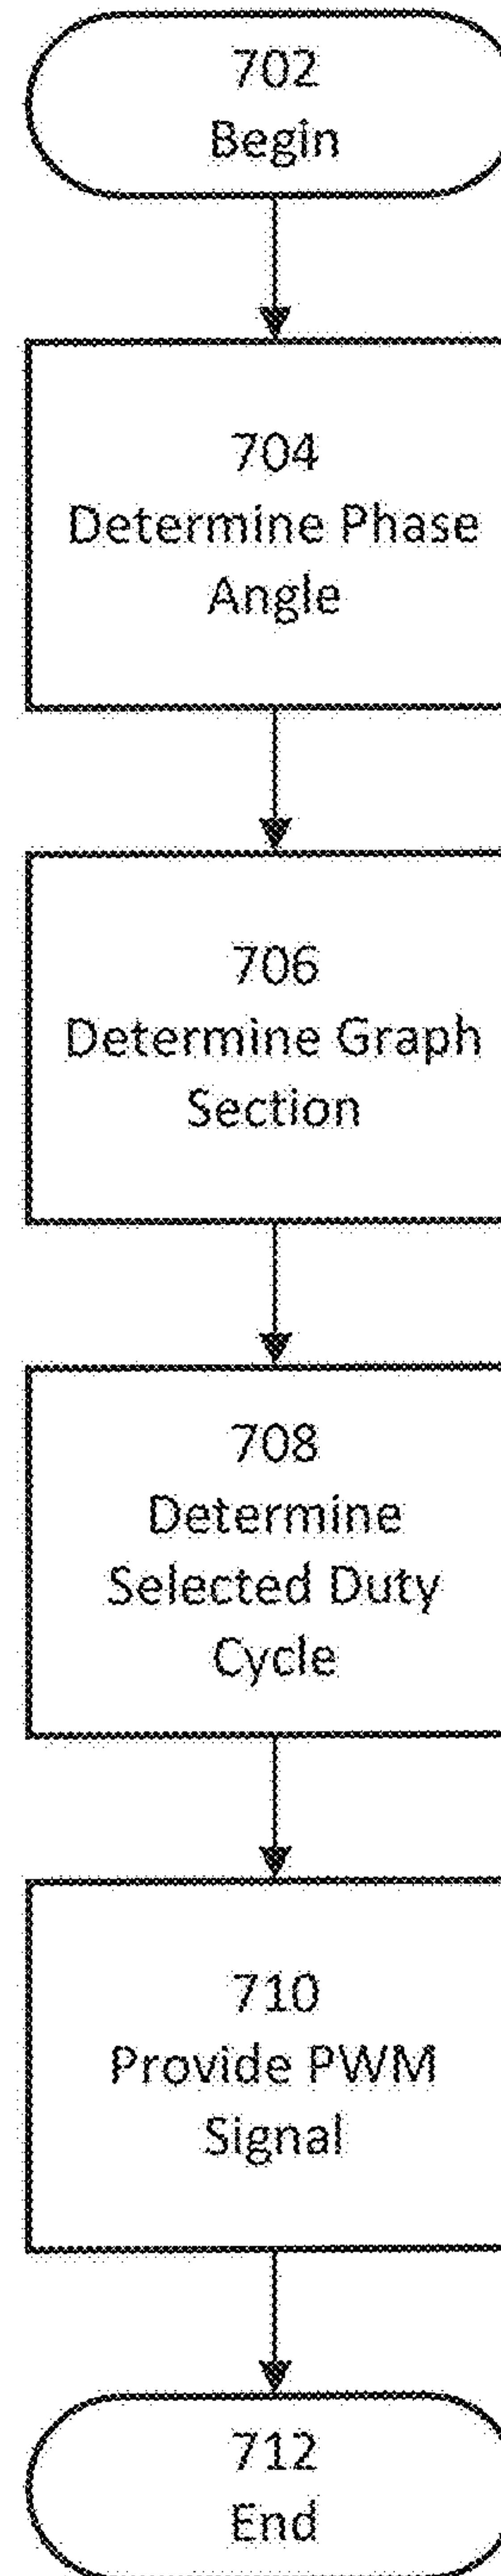 702
Begin
704
Determine Phase
Angle
706
Determine Graph
Section
708
Determine
Selected Duty
Cycle
710
Provide PWM
Signal
712
End